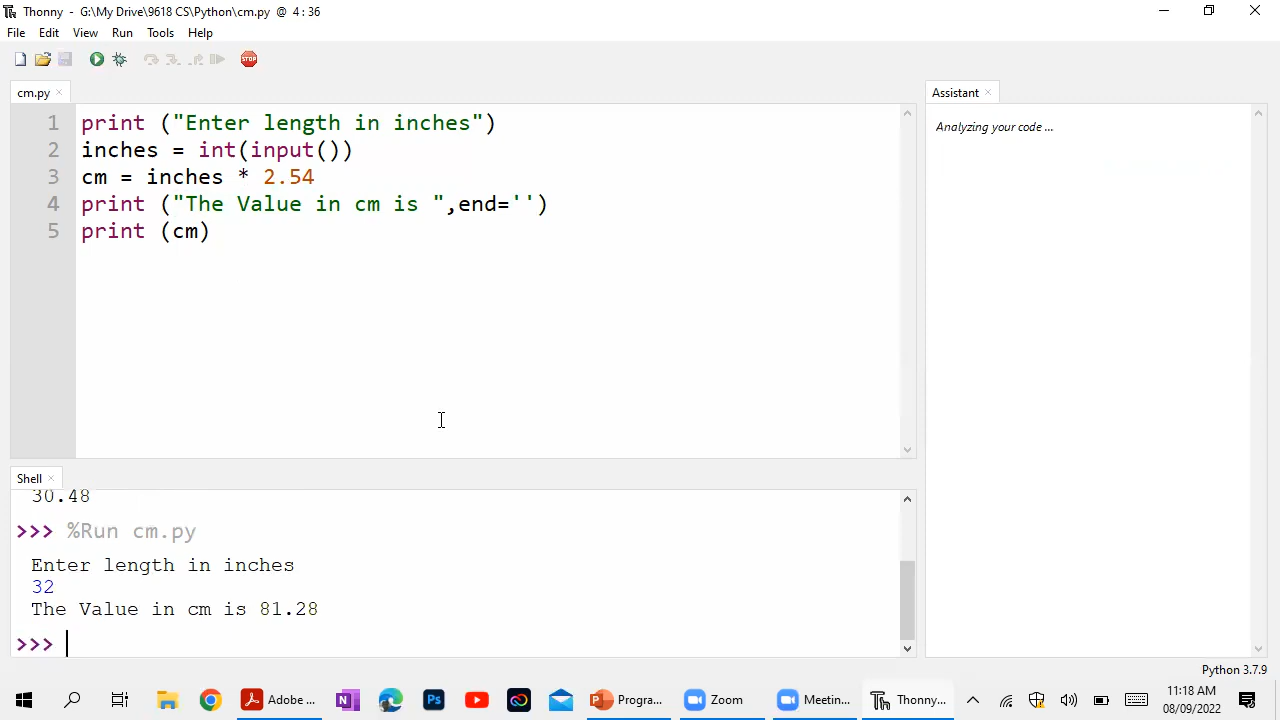 Thonny - G:\My Drive\9618 CS\Python\cm.py @ 4 : 36
File Edit View Run Tools Help
STOP
cm.py ×
Assistant ×
1 print ("Enter length in inches")
2 inches = int(input())
3 cm = inches * 2.54
4 print ("The Value in cm is ",end='')
5 print (cm)
Analyzing your code ...
Shell ×
30.48
>>> %Run cm.py
Enter length in inches
32
The Value in cm is 81.28
>>>
Python 3.7.9
Adobe ...
Progra...
Zoom
Meetin...
Thonny...
11:18 AM
08/09/2022